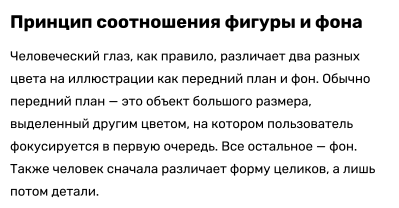 Принцип соотношения фигуры и фона
Человеческий глаз, как правило, различает два разных
цвета на иллюстрации как передний план и фон. Обычно
передний план — это объект большого размера,
выделенный другим цветом, на котором пользователь
фокусируется в первую очередь. Все остальное — фон.
Также человек сначала различает форму целиков, а лишь
потом детали.